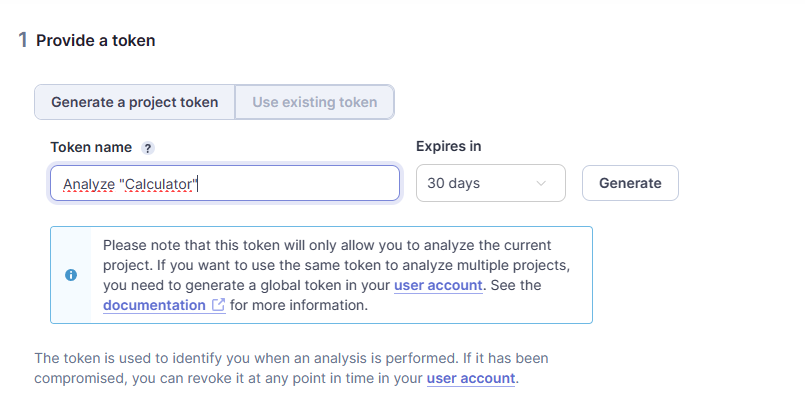 1 Provide a token
Generate a project token Use existing token
Token name ? Expires in
Analyze "Calculator" 30 days Generate
Please note that this token will only allow you to analyze the current
project. If you want to use the same token to analyze multiple projects,
you need to generate a global token in your user account. See the
documentation for more information.
The token is used to identify you when an analysis is performed. If it has been
compromised, you can revoke it at any point in time in your user account.